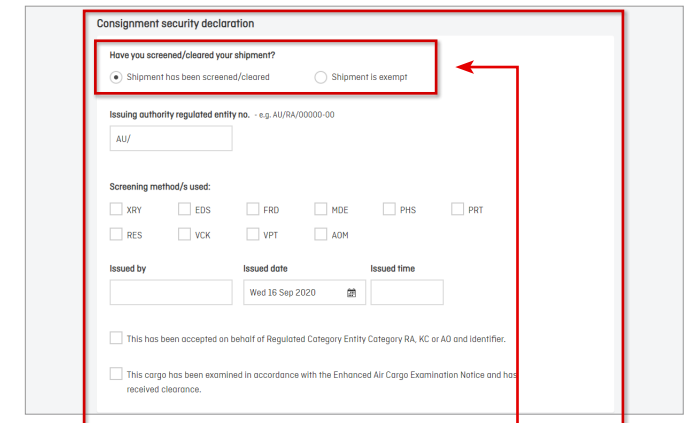 Consignment security declaration
Have you screened/cleared your shipment?
Shipment has been screened/cleared Shipment is exempt
Issuing authority regulated entity no. - e.g. AU/RA/00000-00
AU/
Screening method/s used:
XRY EDS FRD MDE PHS PRT
RES VCK VPT AOM
Issued by Issued date Issued time
Wed 16 Sep 2020
This has been accepted on behalf of Regulated Category Entity Category RA, KC or AO and identifier.
This cargo has been examined in accordance with the Enhanced Air Cargo Examination Notice and has
received clearance.